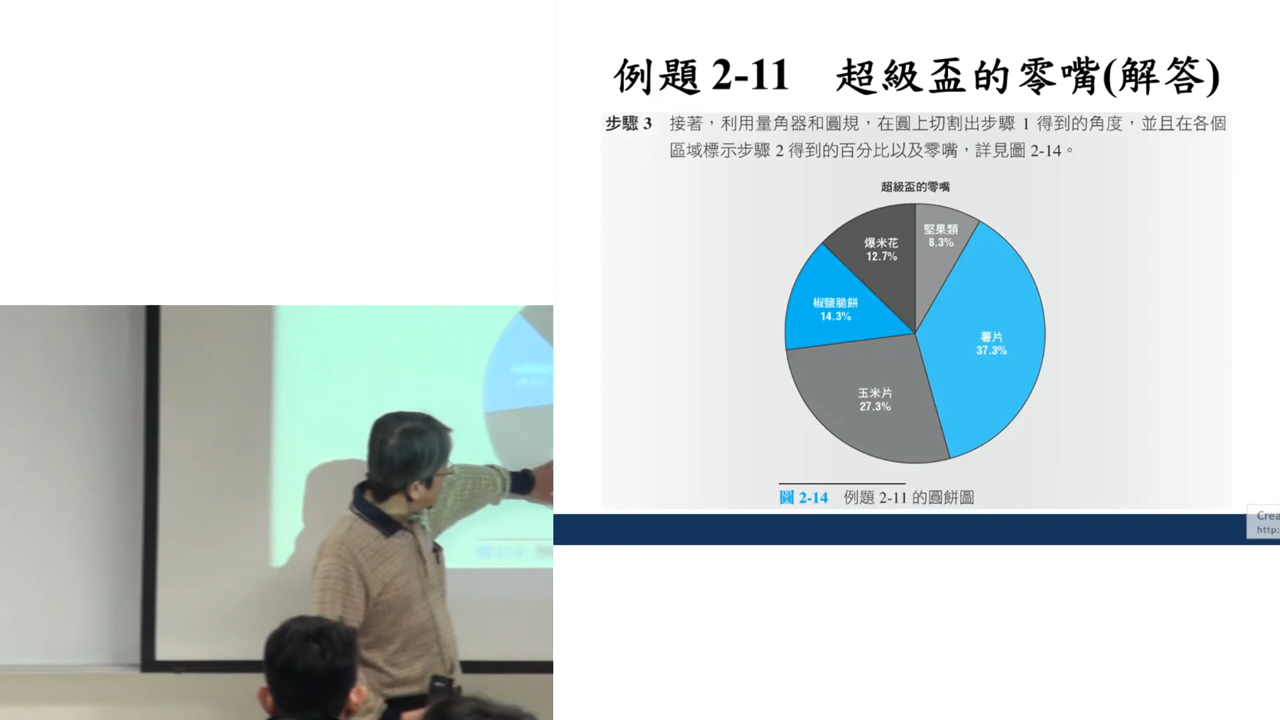 例題 2-11 超級盃的零嘴(解答)
步驟 3 接著，利用量角器和圓規，在圓上切割出步驟 1 得到的角度，並且在各個
區域標示步驟 2 得到的百分比以及零嘴，詳見圖 2-14。
超級盃的零嘴
堅果類
8.3%
爆米花
12.7%
椒鹽脆餅
14.3%
薯片
37.3%
玉米片
27.3%
圖 2-14 例題 2-11 的圓餅圖
Crea
http: